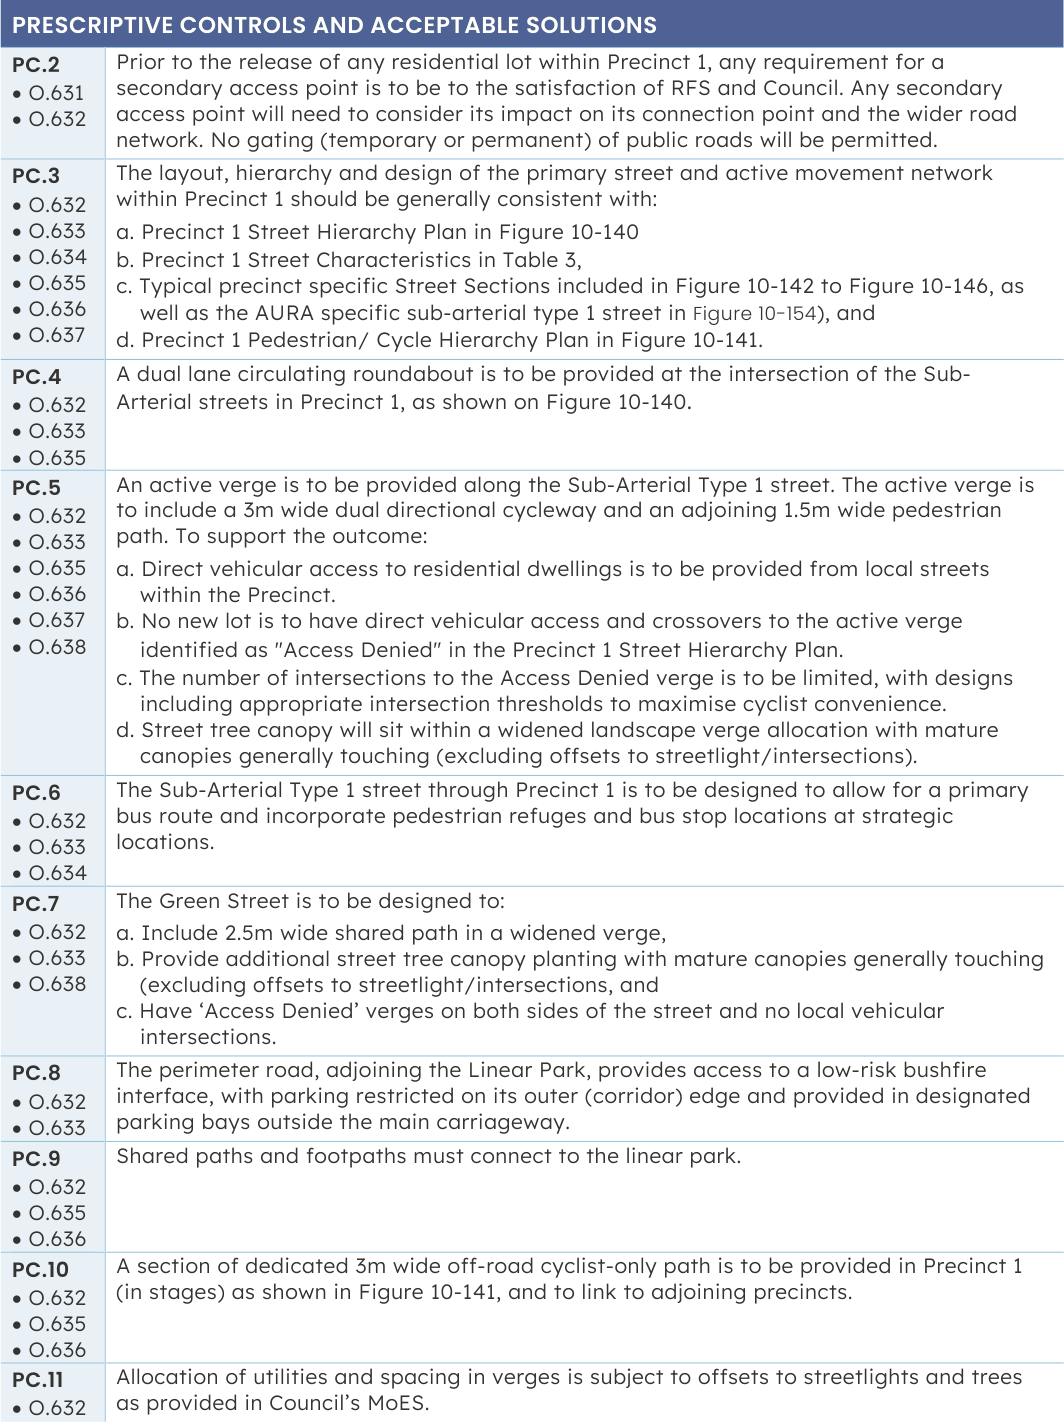 PRESCRIPTIVE CONTROLS AND ACCEPTABLE SOLUTIONS
PC.2
• O.631
• O.632
Prior to the release of any residential lot within Precinct 1, any requirement for a
secondary access point is to be to the satisfaction of RFS and Council. Any secondary
access point will need to consider its impact on its connection point and the wider road
network. No gating (temporary or permanent) of public roads will be permitted.
PC.3
• O.632
• O.633
• O.634
• O.635
• O.636
• O.637
The layout, hierarchy and design of the primary street and active movement network
within Precinct 1 should be generally consistent with:
a. Precinct 1 Street Hierarchy Plan in Figure 10-140
b. Precinct 1 Street Characteristics in Table 3,
c. Typical precinct specific Street Sections included in Figure 10-142 to Figure 10-146, as
well as the AURA specific sub-arterial type 1 street in Figure 10-154), and
d. Precinct 1 Pedestrian/ Cycle Hierarchy Plan in Figure 10-141.
PC.4
• O.632
• O.633
• O.635
A dual lane circulating roundabout is to be provided at the intersection of the Sub-
Arterial streets in Precinct 1, as shown on Figure 10-140.
PC.5
• O.632
• O.633
• O.635
• O.636
• O.637
• O.638
An active verge is to be provided along the Sub-Arterial Type 1 street. The active verge is
to include a 3m wide dual directional cycleway and an adjoining 1.5m wide pedestrian
path. To support the outcome:
a. Direct vehicular access to residential dwellings is to be provided from local streets
within the Precinct.
b. No new lot is to have direct vehicular access and crossovers to the active verge
identified as "Access Denied" in the Precinct 1 Street Hierarchy Plan.
c. The number of intersections to the Access Denied verge is to be limited, with designs
including appropriate intersection thresholds to maximise cyclist convenience.
d. Street tree canopy will sit within a widened landscape verge allocation with mature
canopies generally touching (excluding offsets to streetlight/intersections).
PC.6
• O.632
• O.633
• O.634
The Sub-Arterial Type 1 street through Precinct 1 is to be designed to allow for a primary
bus route and incorporate pedestrian refuges and bus stop locations at strategic
locations.
PC.7
• O.632
• O.633
• O.638
The Green Street is to be designed to:
a. Include 2.5m wide shared path in a widened verge,
b. Provide additional street tree canopy planting with mature canopies generally touching
(excluding offsets to streetlight/intersections, and
c. Have ‘Access Denied’ verges on both sides of the street and no local vehicular
intersections.
PC.8
• O.632
• O.633
The perimeter road, adjoining the Linear Park, provides access to a low-risk bushfire
interface, with parking restricted on its outer (corridor) edge and provided in designated
parking bays outside the main carriageway.
PC.9
• O.632
• O.635
• O.636
Shared paths and footpaths must connect to the linear park.
PC.10
• O.632
• O.635
• O.636
A section of dedicated 3m wide off-road cyclist-only path is to be provided in Precinct 1
(in stages) as shown in Figure 10-141, and to link to adjoining precincts.
PC.11
• O.632
Allocation of utilities and spacing in verges is subject to offsets to streetlights and trees
as provided in Council’s MoES.